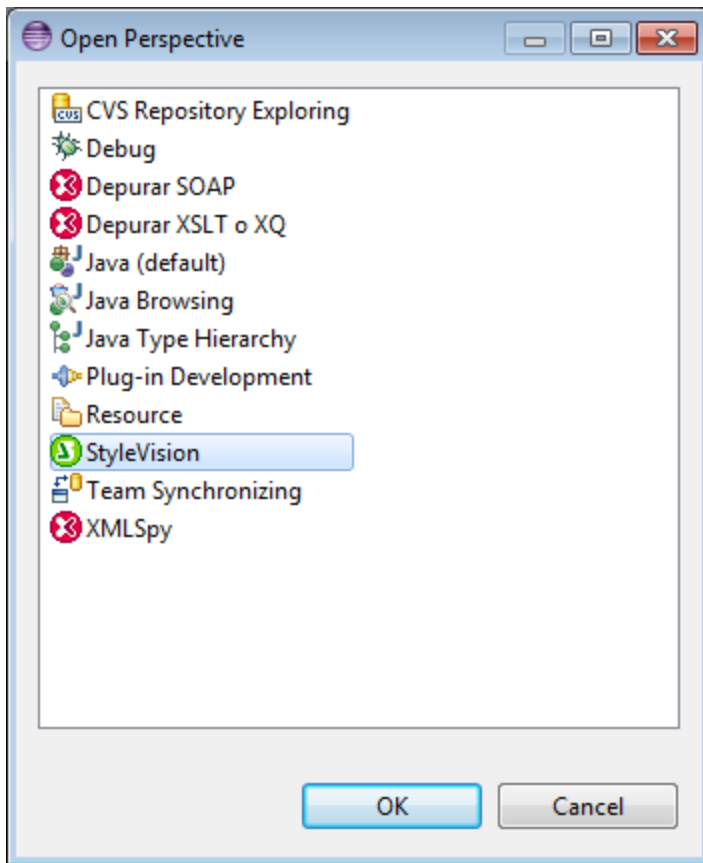 Open Perspective
CVS Repository Exploring
Debug
Depurar SOAP
Depurar XSLT o XQ
Java (default)
Java Browsing
Java Type Hierarchy
Plug-in Development
Resource
StyleVision
Team Synchronizing
XMLSpy
OK Cancel